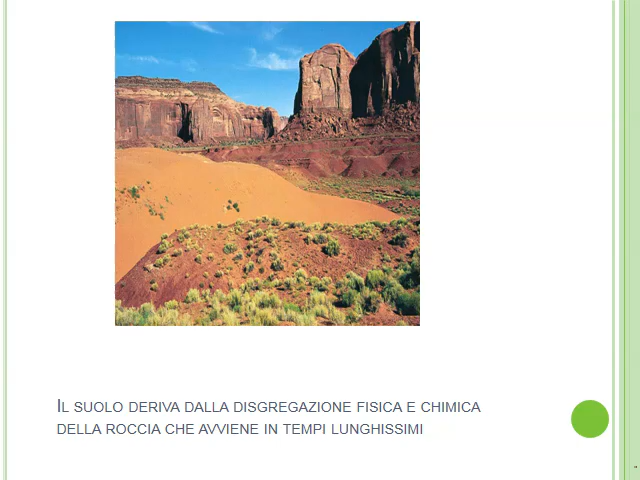 Il suolo deriva dalla disgregazione fisica e chimica
della roccia che avviene in tempi lunghissimi